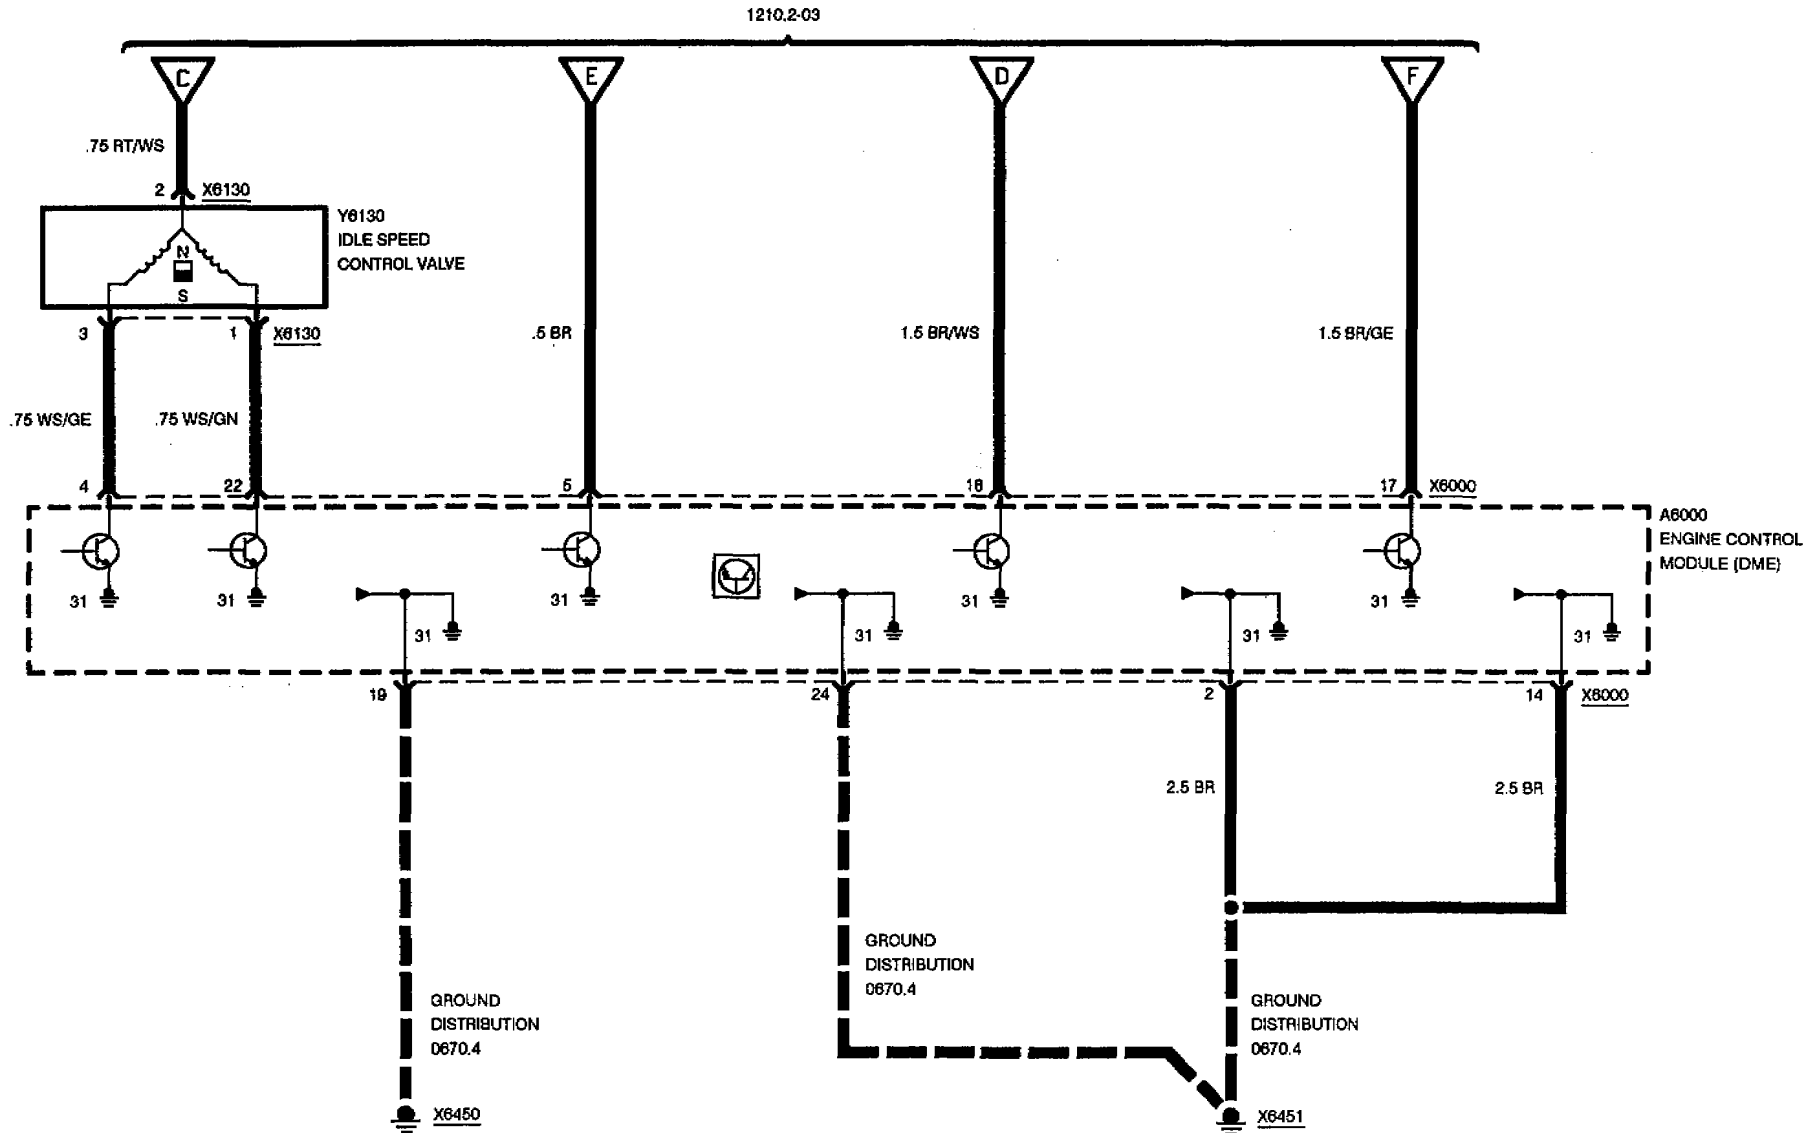 1210.2-03
C
E
D
F
.75 RT/WS
2
X6130
Y6130
IDLE SPEED
CONTROL VALVE
N
S
3
1
X6130
.5 BR
1.5 BR/WS
1.5 BR/GE
.75 WS/GE
.75 WS/GN
4
22
5
16
17
X6000
A6000
ENGINE CONTROL
MODULE (DME)
31
31
31
31
31
31
31
31
31
19
24
2
14
X6000
2.5 BR
2.5 BR
GROUND
DISTRIBUTION
0670.4
GROUND
DISTRIBUTION
0670.4
GROUND
DISTRIBUTION
0670.4
X6450
X6451